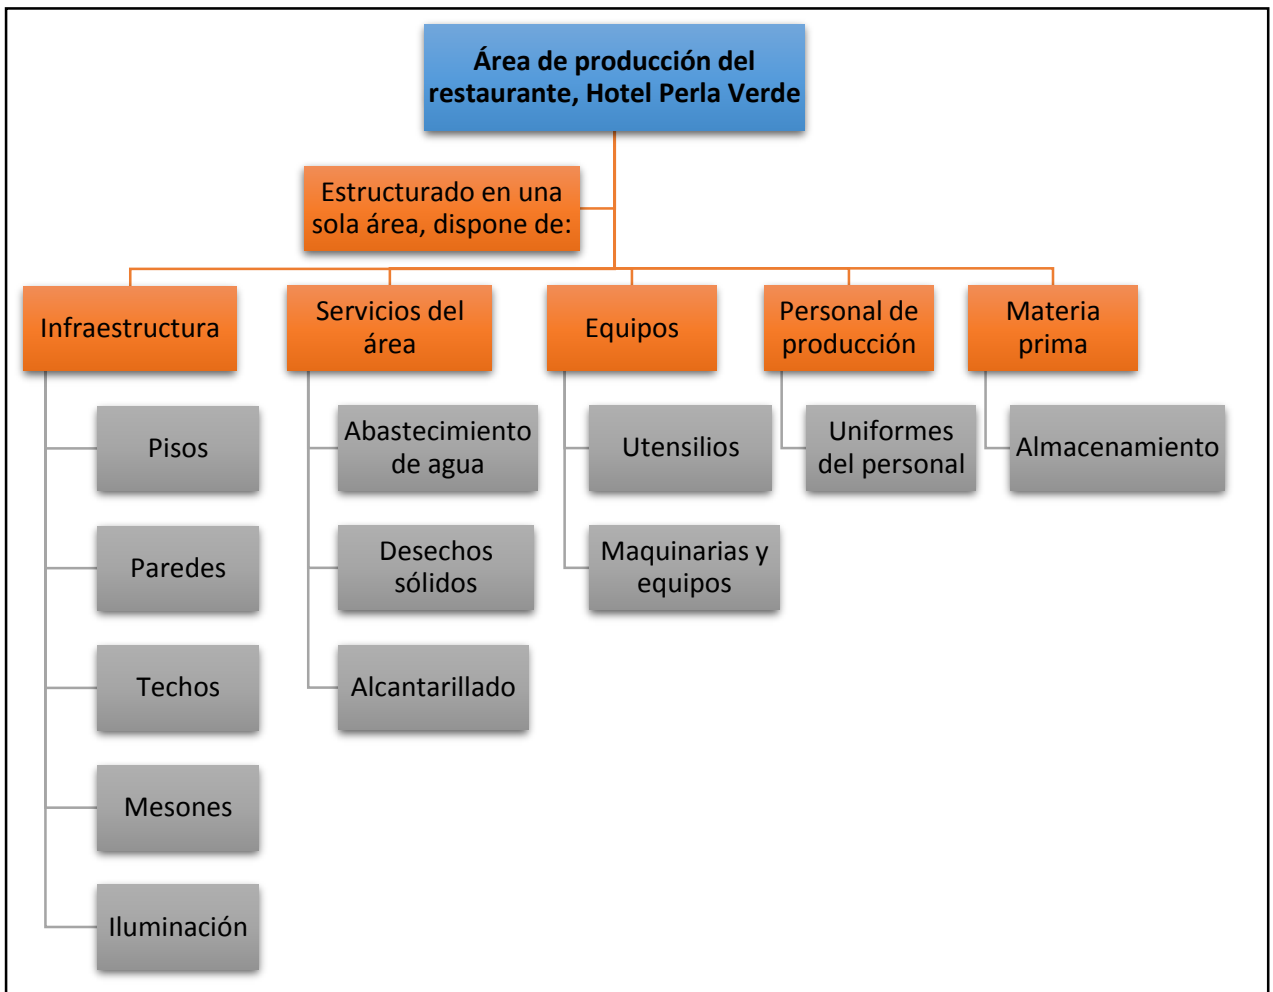 Área de producción del
restaurante, Hotel Perla Verde
Estructurado en una
sola área, dispone de:
Infraestructura
Servicios del
área
Equipos
Personal de
producción
Materia
prima
Pisos
Paredes
Techos
Mesones
Iluminación
Abastecimiento
de agua
Desechos
sólidos
Alcantarillado
Utensilios
Maquinarias y
equipos
Uniformes
del personal
Almacenamiento